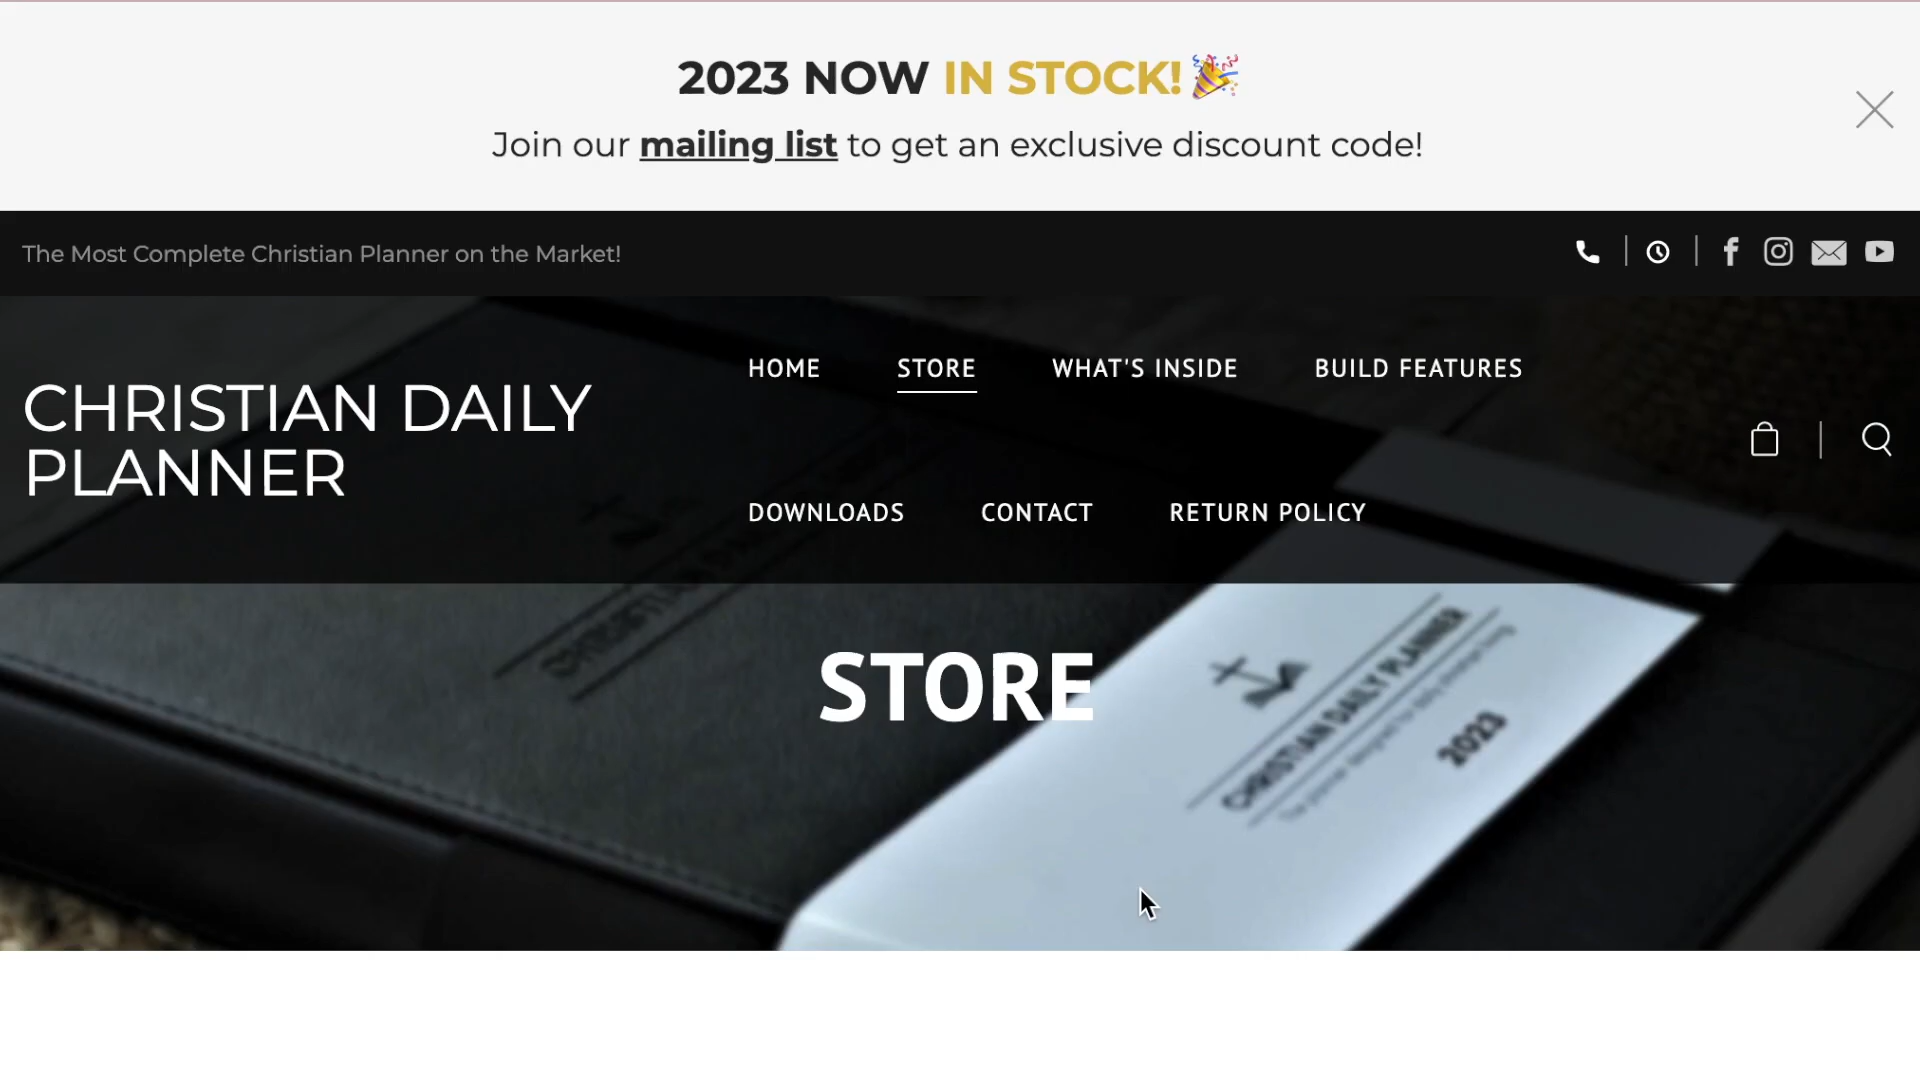 2023 NOW IN STOCK!🎉
Join our mailing list to get an exclusive discount code!
The Most Complete Christian Planner on the Market!
HOME STORE WHAT'S INSIDE BUILD FEATURES
CHRISTIAN DAILY
PLANNER
DOWNLOADS CONTACT RETURN POLICY
STORE
CHRISTIAN DAILY PLANNER
2023